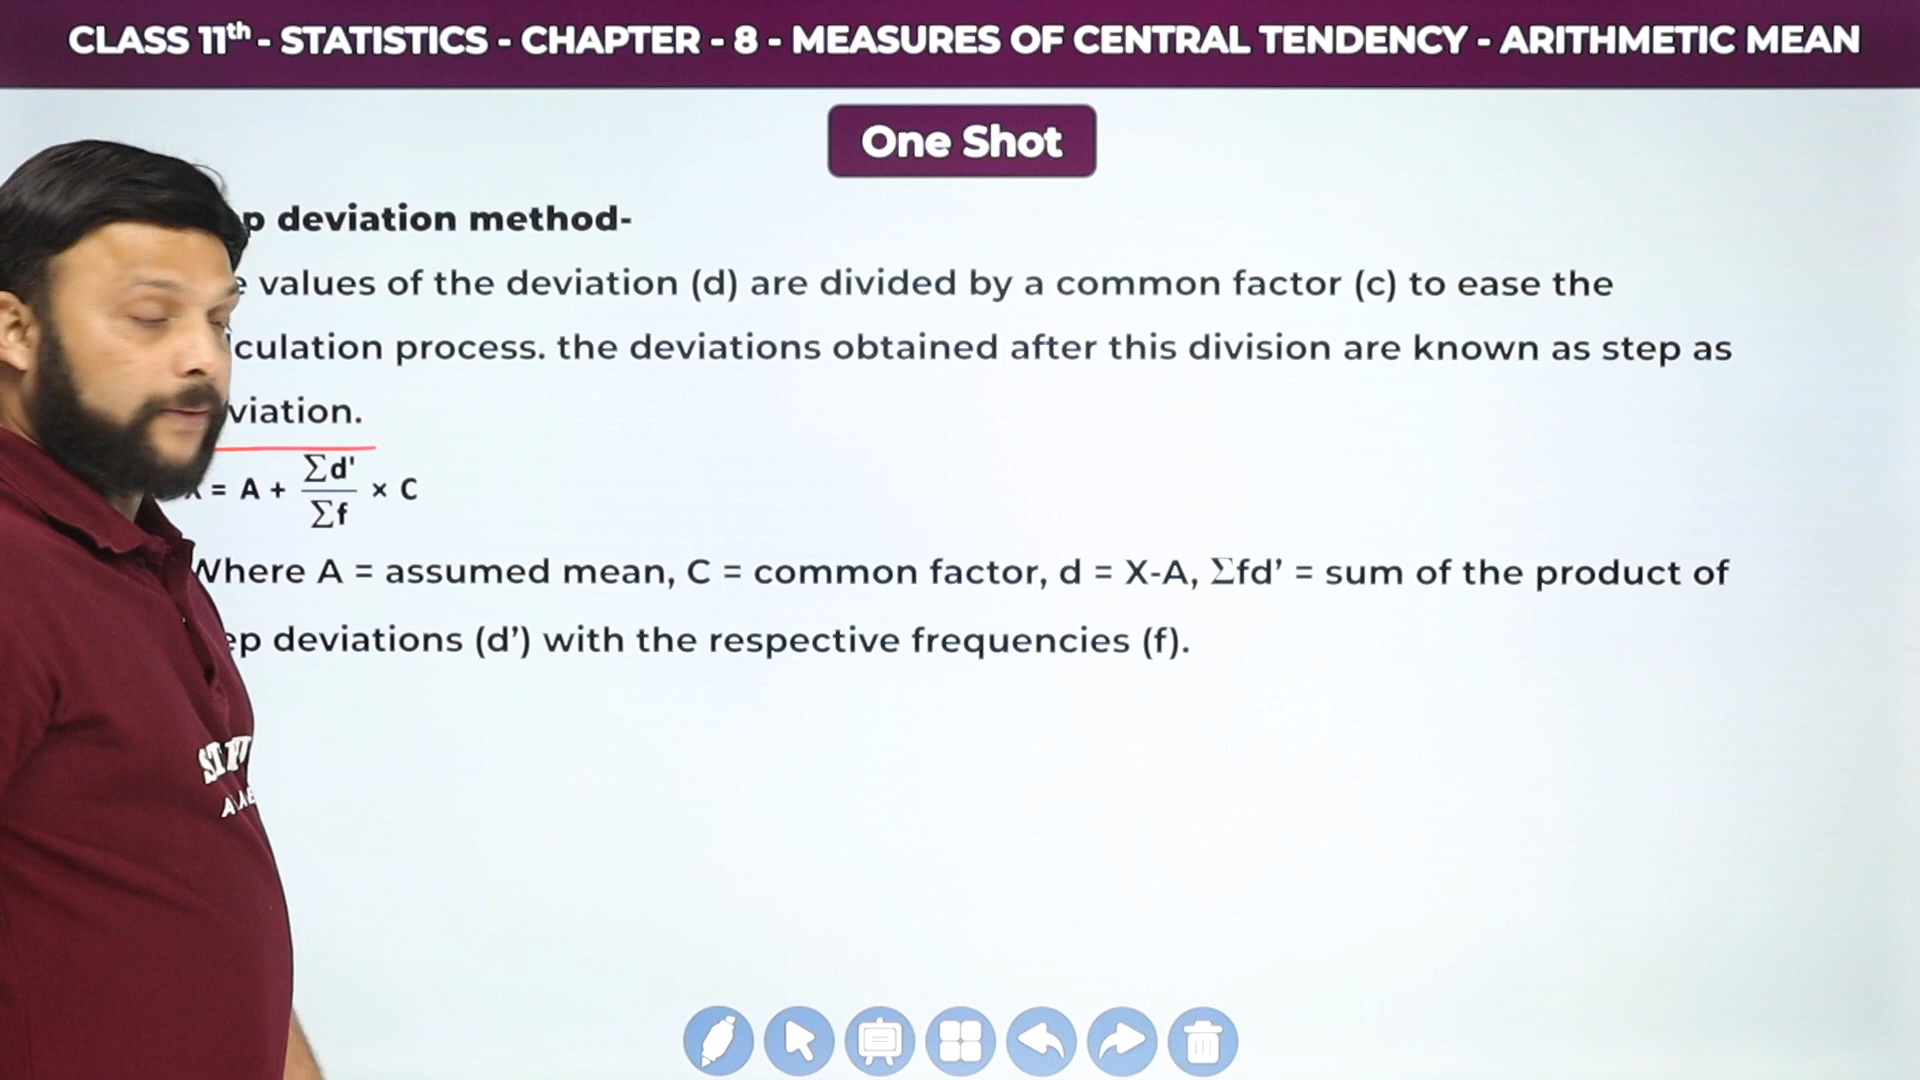 CLASS 11th - STATISTICS - CHAPTER - 8 - MEASURES OF CENTRAL TENDENCY - ARITHMETIC MEAN
One Shot
deviation method-
values of the deviation (d) are divided by a common factor (c) to ease the
process. the deviations obtained after this division are known as step as
= A + Σd' / Σf × C
Where A = assumed mean, C = common factor, d = X-A, Σfd’ = sum of the product of
deviations (d’) with the respective frequencies (f).